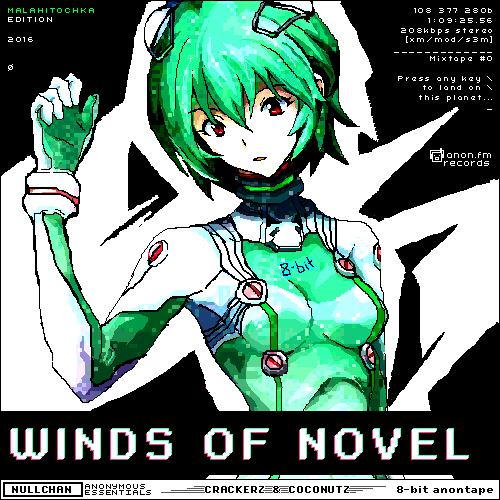 MALAHITOCHKA
EDITION
2016
ø
108 377 280b
1:09:25.56
208kbps stereo
[xm/mod/s3m]
Mixtape #0
Press any key \
to land on \
this planet...
_
anon.fm
records
8-bit
WINDS OF NOVEL
NULLCHAN
ANONYMOUS
ESSENTIALS
CRACKERZ & COCONUTZ
8-bit anontape